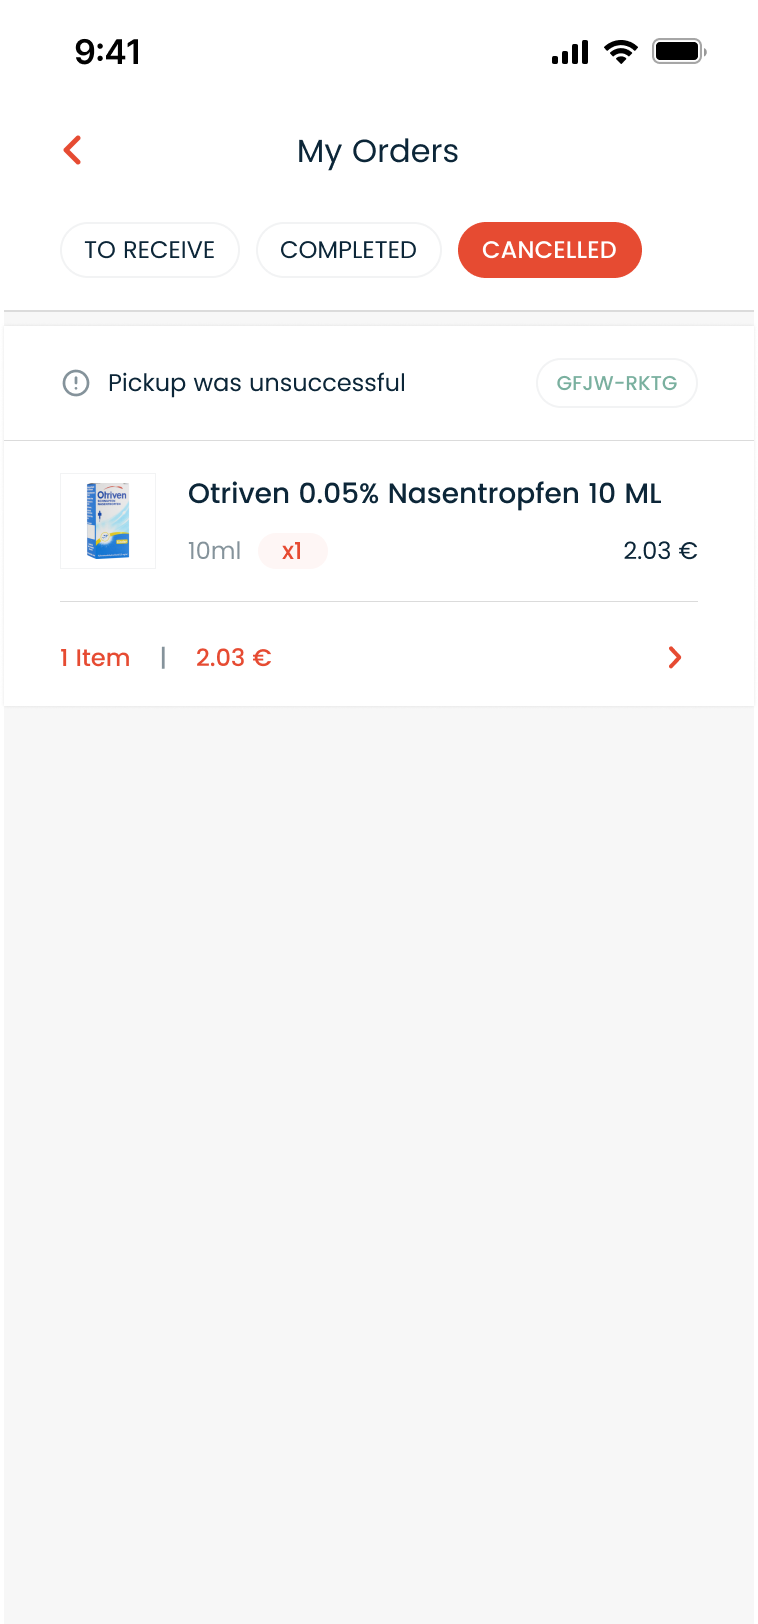 9:41
My Orders
TO RECEIVE
COMPLETED
CANCELLED
Pickup was unsuccessful
GFJW-RKTG
Otriven
Otriven 0.05% Nasentropfen 10 ML
10ml
x1
2.03 €
1 Item | 2.03 €